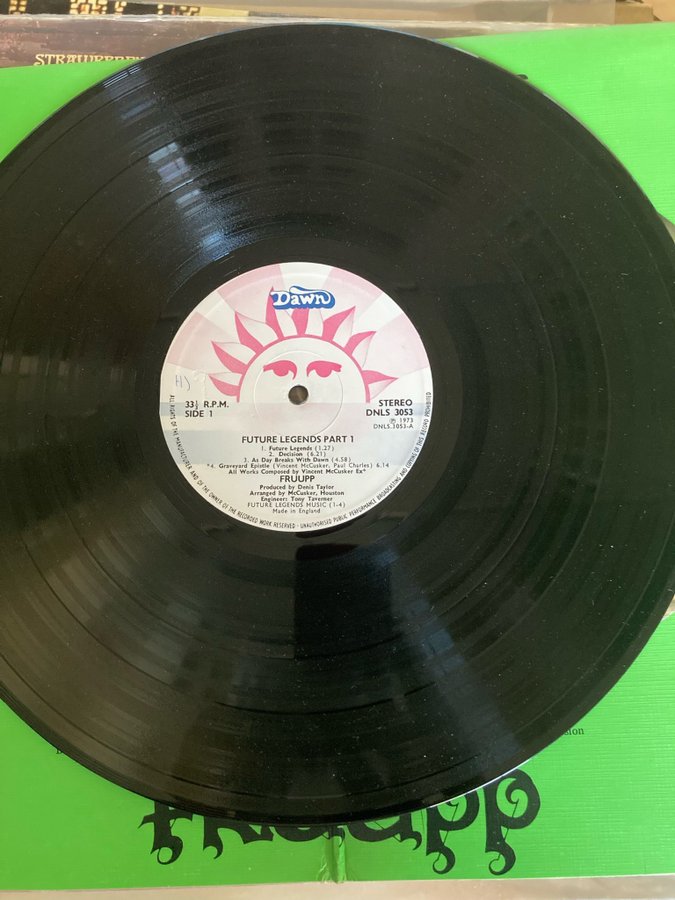 STRAWBERRY
Dawn
HJ
33⅓ R.P.M.
SIDE 1
STEREO
DNLS 3053
℗ 1973
DNLS.3053-A
FUTURE LEGENDS PART 1
1. Future Legends (1.27)
2. Decision (6.21)
3. As Day Breaks With Dawn (4.58)
*4. Graveyard Epistle (Vincent McCusker, Paul Charles) 6.14
All Works Composed by Vincent McCusker Ex*
FRUUPP
Produced by Denis Taylor
Arranged by McCusker, Houston
Engineer: Tony Taverner
FUTURE LEGENDS MUSIC (1-4)
Made in England
ALL RIGHTS OF THE MANUFACTURER AND OF THE OWNER OF THE RECORDED WORK RESERVED · UNAUTHORISED PUBLIC PERFORMANCE BROADCASTING AND COPYING OF THIS RECORD PROHIBITED
sion
fruupp